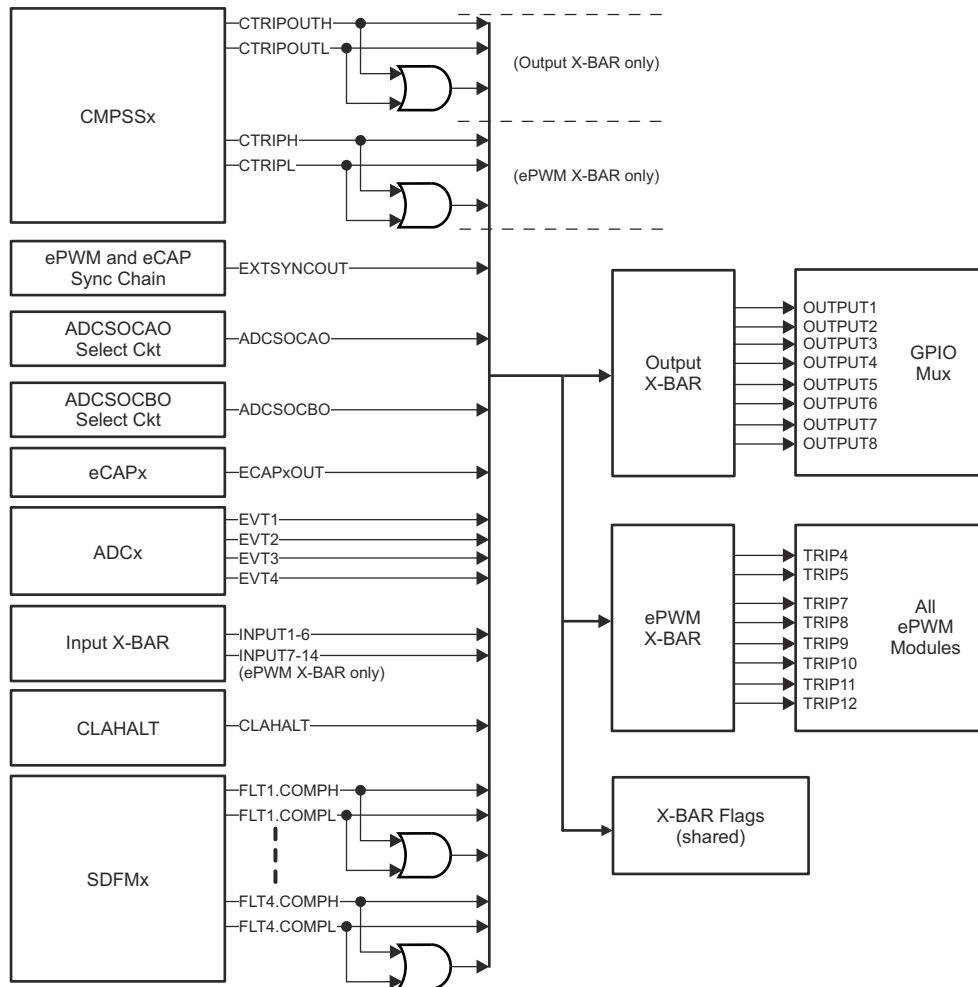 CMPSSx
CTRIPOUTH
CTRIPOUTL
(Output X-BAR only)
CTRIPH
CTRIPL
(ePWM X-BAR only)
ePWM and eCAP
Sync Chain
EXTSYNCOUT
ADCSOCAO
Select Ckt
ADCSOCAO
ADCSOCBO
Select Ckt
ADCSOCBO
eCAPx
ECAPxOUT
ADCx
EVT1
EVT2
EVT3
EVT4
Input X-BAR
INPUT1-6
INPUT7-14
(ePWM X-BAR only)
CLAHALT
CLAHALT
SDFMx
FLT1.COMPH
FLT1.COMPL
FLT4.COMPH
FLT4.COMPL
Output
X-BAR
OUTPUT1
OUTPUT2
OUTPUT3
OUTPUT4
OUTPUT5
OUTPUT6
OUTPUT7
OUTPUT8
GPIO
Mux
ePWM
X-BAR
TRIP4
TRIP5
TRIP7
TRIP8
TRIP9
TRIP10
TRIP11
TRIP12
All
ePWM
Modules
X-BAR Flags
(shared)